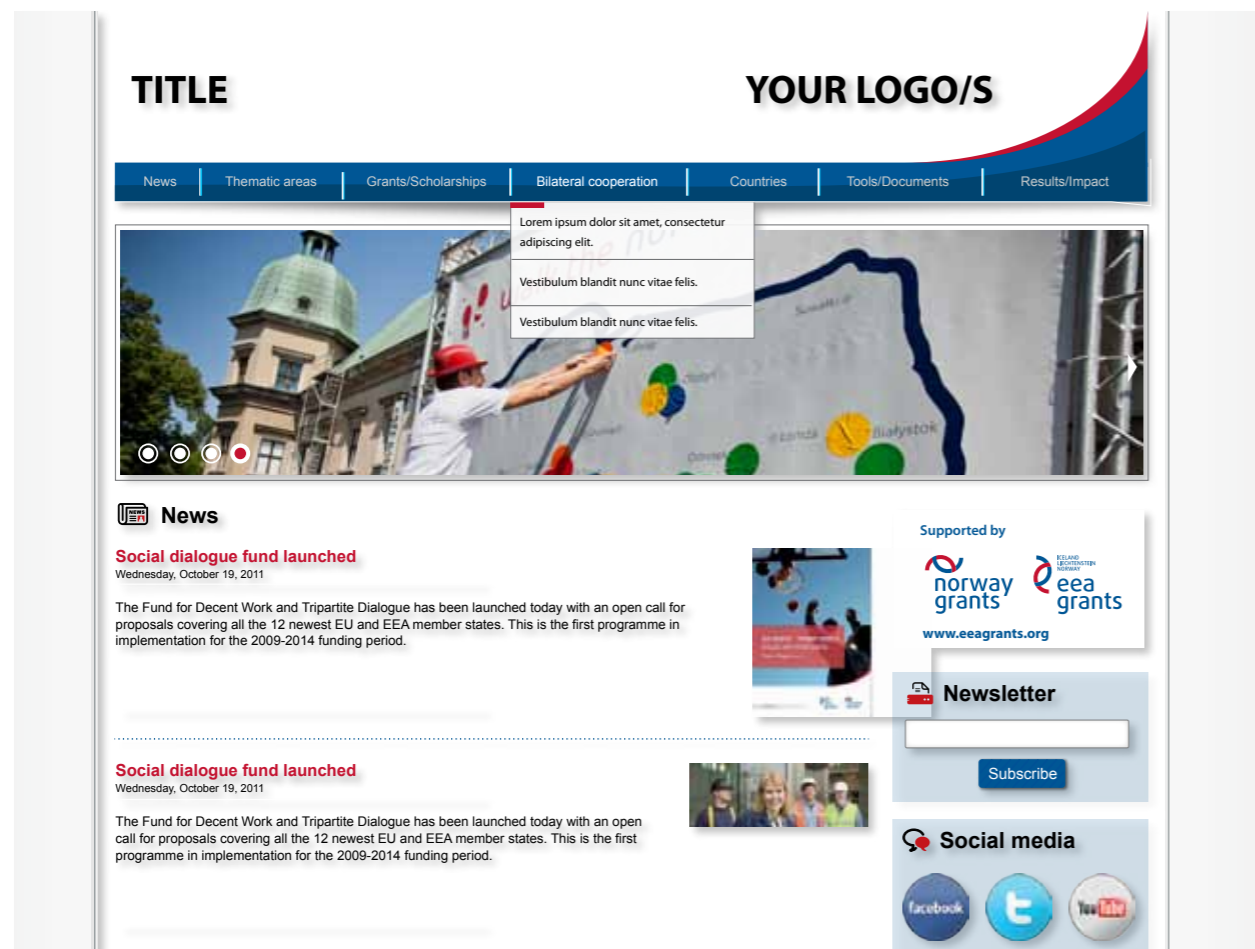 TITLE
YOUR LOGO/S
News
Thematic areas
Grants/Scholarships
Bilateral cooperation
Countries
Tools/Documents
Results/Impact
Lorem ipsum dolor sit amet, consectetur
adipiscing elit.
Vestibulum blandit nunc vitae felis.
Vestibulum blandit nunc vitae felis.
the
Suwałki
Białystok
NEWS
News
Social dialogue fund launched
Wednesday, October 19, 2011
The Fund for Decent Work and Tripartite Dialogue has been launched today with an open call for
proposals covering all the 12 newest EU and EEA member states. This is the first programme in
implementation for the 2009-2014 funding period.
Social dialogue fund launched
Wednesday, October 19, 2011
The Fund for Decent Work and Tripartite Dialogue has been launched today with an open
call for proposals covering all the 12 newest EU and EEA member states. This is the first
programme in implementation for the 2009-2014 funding period.
Supported by
norway
grants
ICELAND
LIECHTENSTEIN
NORWAY
eea
grants
www.eeagrants.org
Newsletter
Subscribe
Social media
facebook
t
You Tube